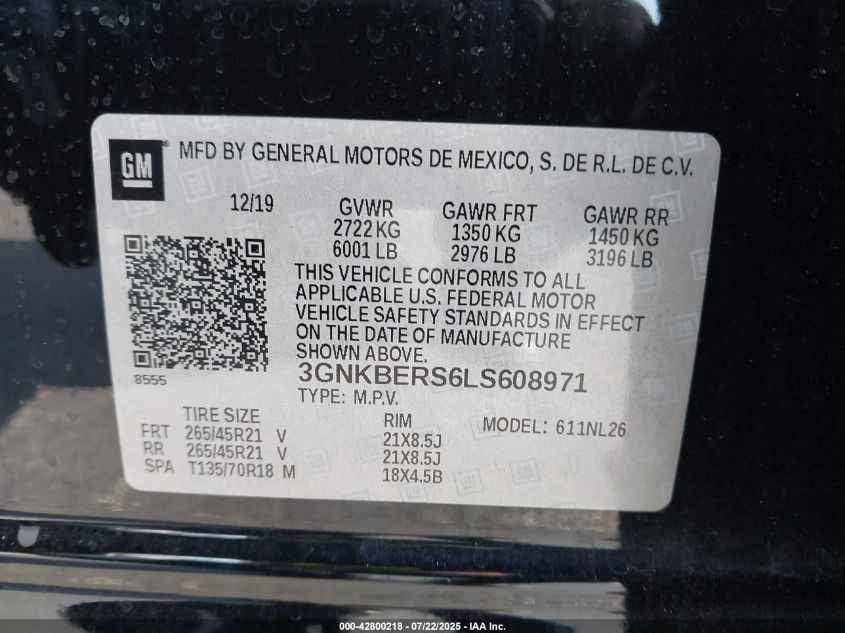 GM
MFD BY GENERAL MOTORS DE MEXICO, S. DE R.L. DE C.V.
12/19 GVWR GAWR FRT GAWR RR
2722 KG 1350 KG 1450 KG
6001 LB 2976 LB 3196 LB
THIS VEHICLE CONFORMS TO ALL
APPLICABLE U.S. FEDERAL MOTOR
VEHICLE SAFETY STANDARDS IN EFFECT
ON THE DATE OF MANUFACTURE
SHOWN ABOVE.
8555
3GNKBERS6LS608971
TYPE: M.P.V.
TIRE SIZE RIM MODEL: 611NL26
FRT 265/45R21 V 21X8.5J
RR 265/45R21 V 21X8.5J
SPA T135/70R18 M 18X4.5B
000-42800218 - 07/22/2025 - IAA Inc.